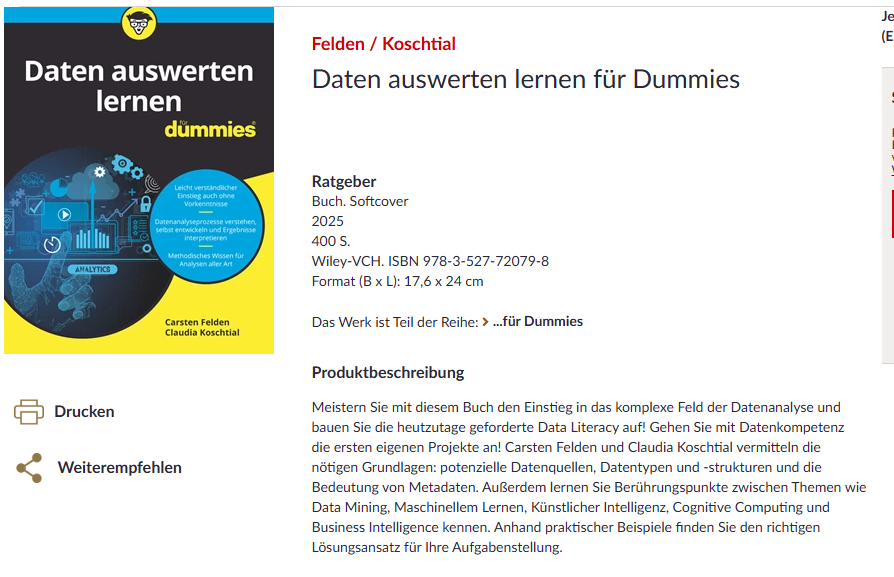 Daten auswerten
lernen
für
dummies
Leicht verständlicher
Einstieg auch ohne
Vorkenntnisse
Datenanalyseprozesse verstehen,
selbst entwickeln und Ergebnisse
interpretieren
Methodisches Wissen für
Analysen aller Art
ANALYTICS
Carsten Felden
Claudia Koschtial
Drucken
Weiterempfehlen
Felden / Koschtial
Daten auswerten lernen für Dummies
Ratgeber
Buch. Softcover
2025
400 S.
Wiley-VCH. ISBN 978-3-527-72079-8
Format (B x L): 17,6 x 24 cm
Das Werk ist Teil der Reihe: › ...für Dummies
Produktbeschreibung
Meistern Sie mit diesem Buch den Einstieg in das komplexe Feld der Datenanalyse und
bauen Sie die heutzutage geforderte Data Literacy auf! Gehen Sie mit Datenkompetenz
die ersten eigenen Projekte an! Carsten Felden und Claudia Koschtial vermitteln die
nötigen Grundlagen: potenzielle Datenquellen, Datentypen und -strukturen und die
Bedeutung von Metadaten. Außerdem lernen Sie Berührungspunkte zwischen Themen wie
Data Mining, Maschinellem Lernen, Künstlicher Intelligenz, Cognitive Computing und
Business Intelligence kennen. Anhand praktischer Beispiele finden Sie den richtigen
Lösungsansatz für Ihre Aufgabenstellung.
Je
(E